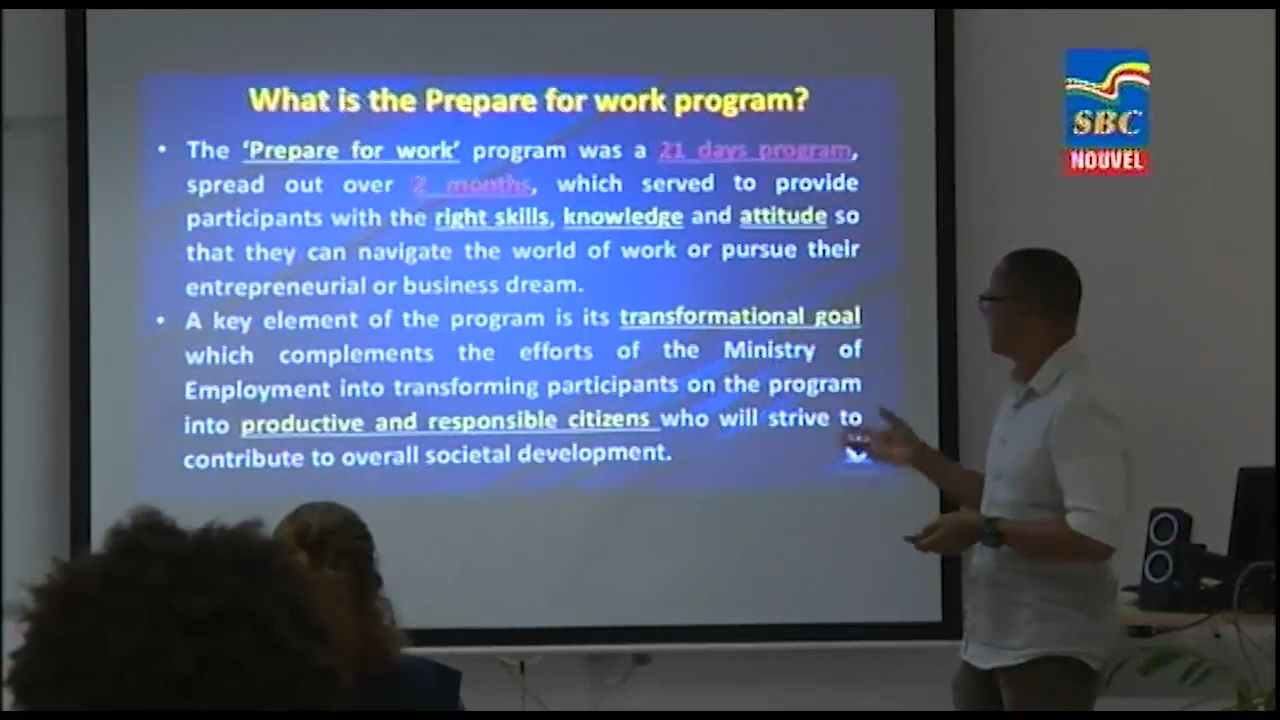 What is the Prepare for work program?
• The ‘Prepare for work’ program was a 21 days program,
spread out over 2 months, which served to provide
participants with the right skills, knowledge and attitude so
that they can navigate the world of work or pursue their
entrepreneurial or business dream.
• A key element of the program is its transformational goal
which complements the efforts of the Ministry of
Employment into transforming participants on the program
into productive and responsible citizens who will strive to
contribute to overall societal development.
SBC
NOUVEL